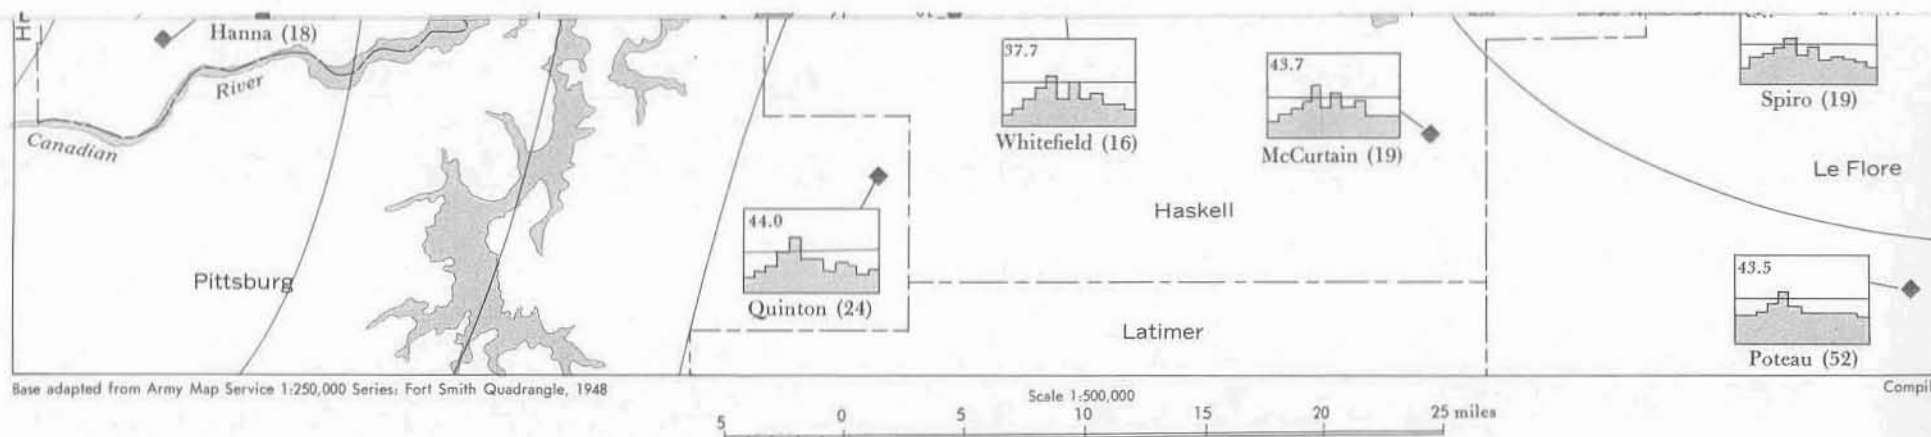 Hanna (18)
River
Canadian
37.7
Whitefield (16)
43.7
McCurtain (19)
Spiro (19)
Le Flore
Haskell
44.0
Quinton (24)
Pittsburg
43.5
Poteau (52)
Latimer
Base adapted from Army Map Service 1:250,000 Series: Fort Smith Quadrangle, 1948
Scale 1:500,000
5 0 5 10 15 20 25 miles